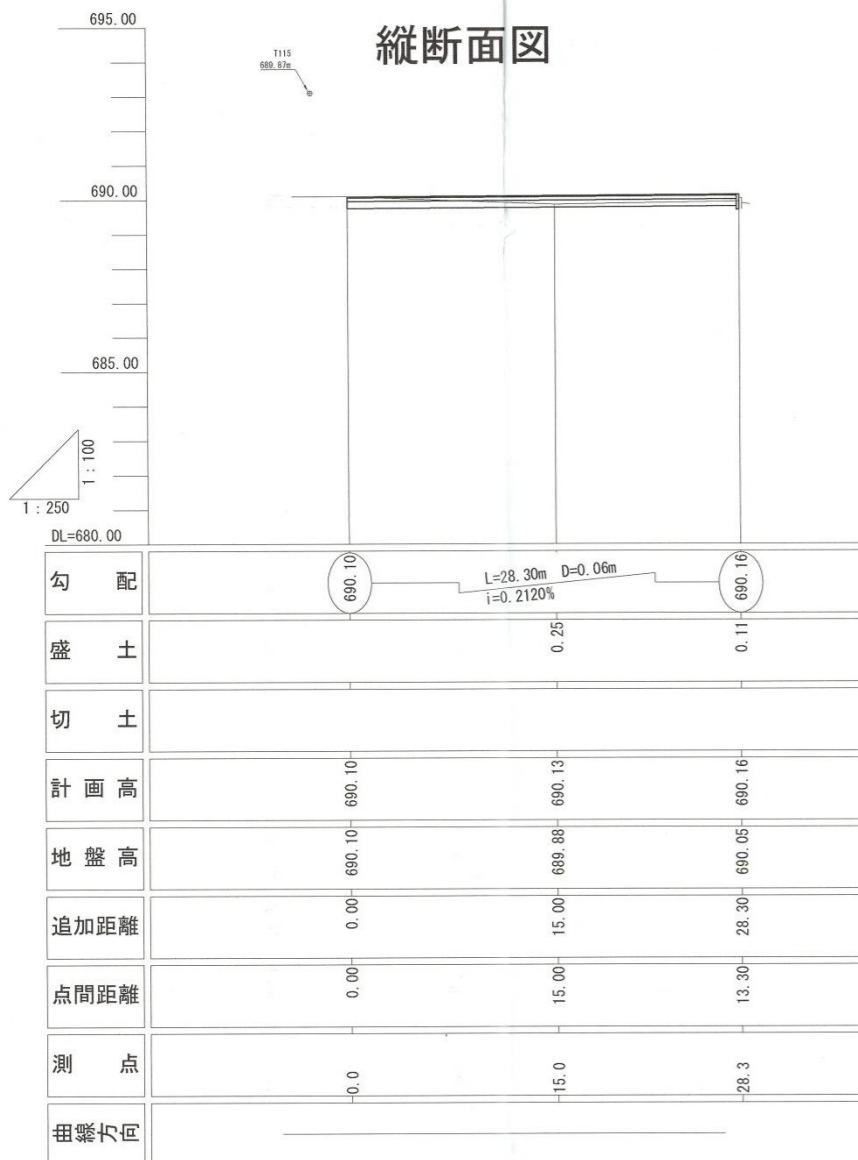 縦断面図
695.00
T115
689.87m
690.00
685.00
1:100
1:250
DL=680.00
勾配 690.10 L=28.30m D=0.06m 690.16
i=0.2120%
盛土 0.25 0.11
切土
計画高 690.10 690.13 690.16
地盤高 690.10 689.88 690.05
追加距離 0.00 15.00 28.30
点間距離 0.00 15.00 13.30
測点 0.0 15.0 28.3
曲線方向